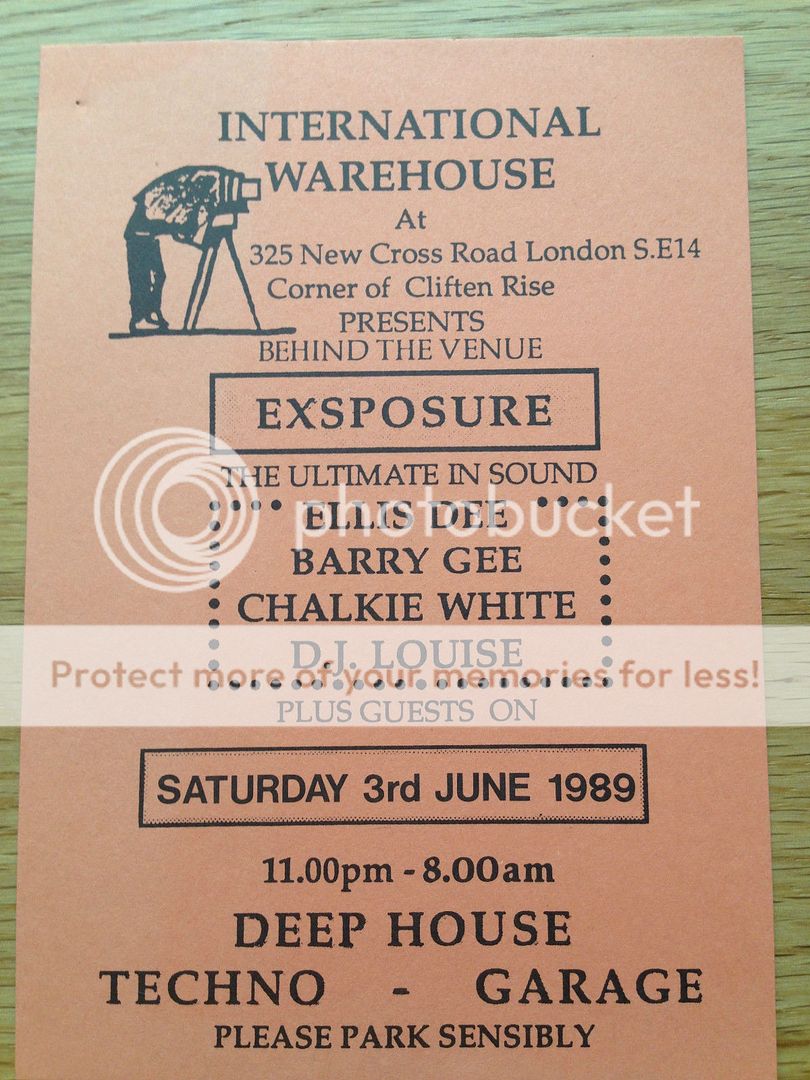 INTERNATIONAL
WAREHOUSE
At
325 New Cross Road London S.E14
Corner of Cliften Rise
PRESENTS
BEHIND THE VENUE
EXSPOSURE
THE ULTIMATE IN SOUND
photobucket
ELLIS DEE
BARRY GEE
CHALKIE WHITE
D.J. LOUISE
Protect more of your memories for less!
PLUS GUESTS ON
SATURDAY 3rd JUNE 1989
11.00pm - 8.00am
DEEP HOUSE
TECHNO - GARAGE
PLEASE PARK SENSIBLY